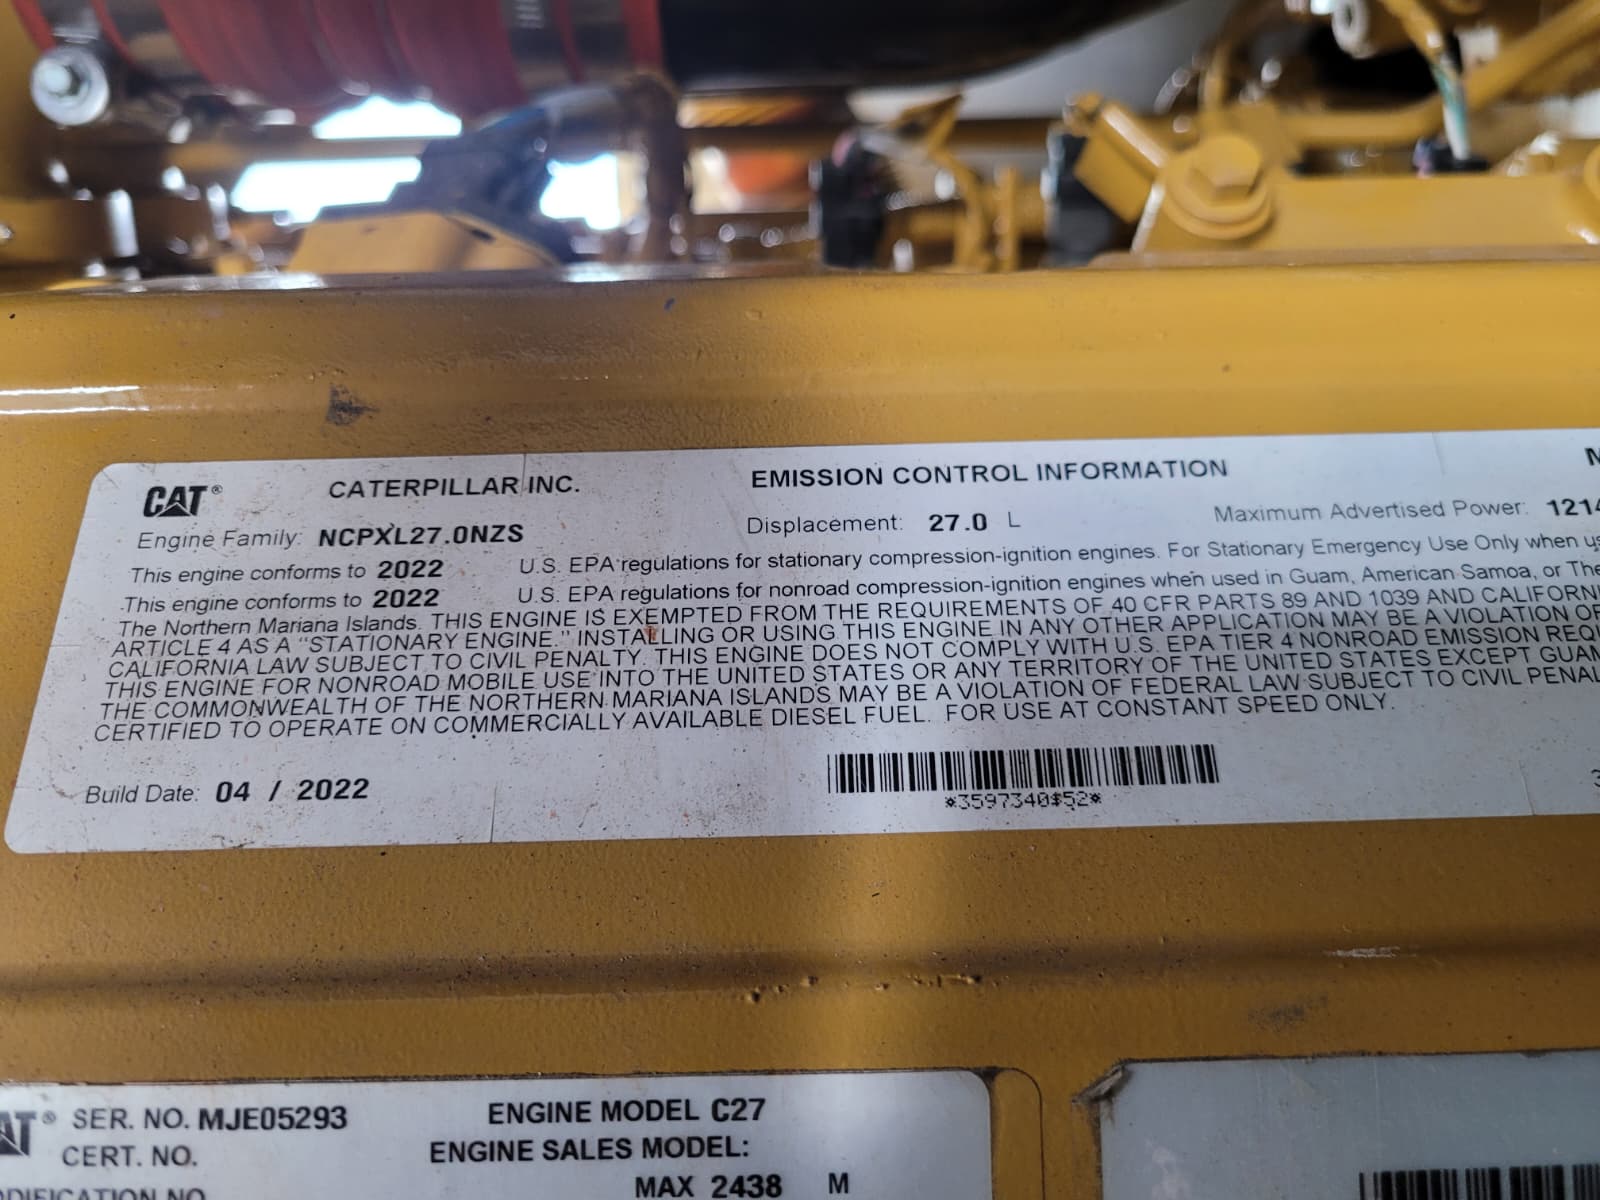 CAT® CATERPILLAR INC. EMISSION CONTROL INFORMATION
Engine Family: NCPXL27.0NZS Displacement: 27.0 L Maximum Advertised Power: 1214
This engine conforms to 2022 U.S. EPA regulations for stationary compression-ignition engines. For Stationary Emergency Use Only when
This engine conforms to 2022 U.S. EPA regulations for nonroad compression-ignition engines when used in Guam, American Samoa, or The
The Northern Mariana Islands. THIS ENGINE IS EXEMPTED FROM THE REQUIREMENTS OF 40 CFR PARTS 89 AND 1039 AND
ARTICLE 4 AS A "STATIONARY ENGINE." INSTALLING OR USING THIS ENGINE IN ANY OTHER APPLICATION MAY BE A VIOLATION OF
CALIFORNIA LAW SUBJECT TO CIVIL PENALTY. THIS ENGINE DOES NOT COMPLY WITH U.S. EPA TIER 4 NONROAD EMISSION
THIS ENGINE FOR NONROAD MOBILE USE INTO THE UNITED STATES OR ANY TERRITORY OF THE UNITED STATES EXCEPT
THE COMMONWEALTH OF THE NORTHERN MARIANA ISLANDS MAY BE A VIOLATION OF FEDERAL LAW SUBJECT TO CIVIL
CERTIFIED TO OPERATE ON COMMERCIALLY AVAILABLE DIESEL FUEL. FOR USE AT CONSTANT SPEED ONLY.
Build Date: 04 / 2022
*3597340$52*
SER. NO. MJE05293 ENGINE MODEL C27
CERT. NO. ENGINE SALES MODEL:
MAX 2438 M